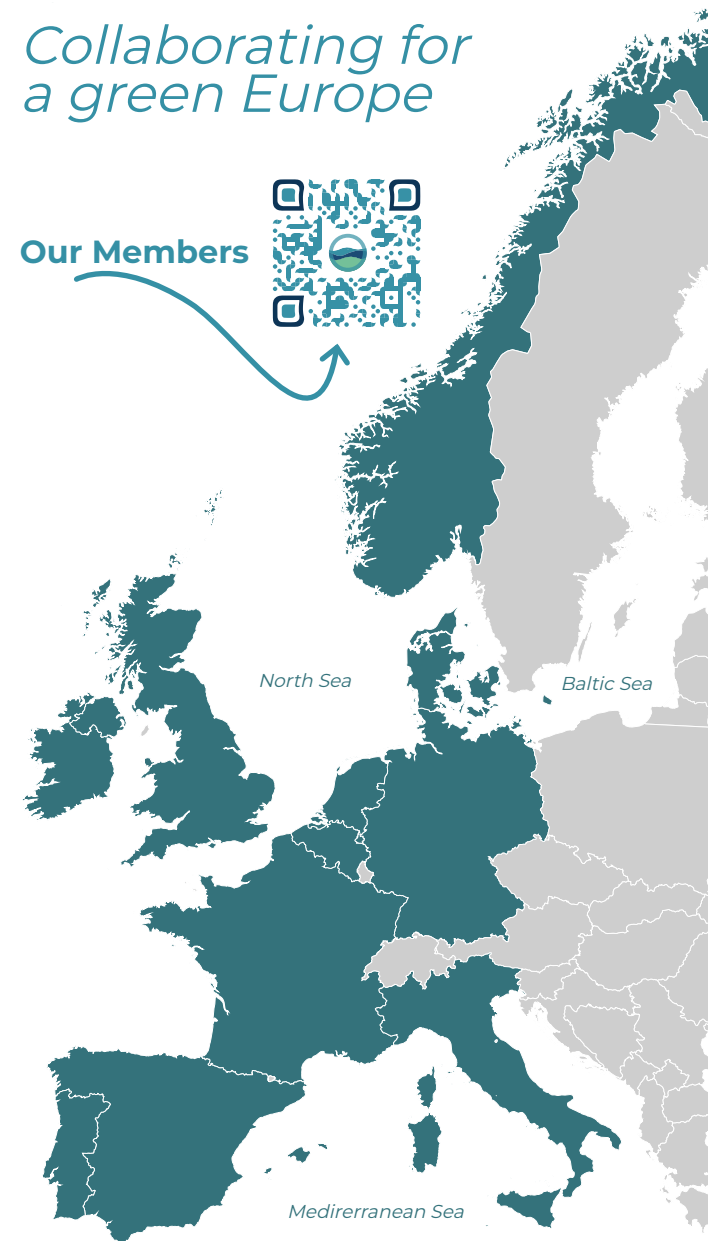 Collaborating for
a green Europe
Our Members
North Sea
Baltic Sea
Medirerranean Sea